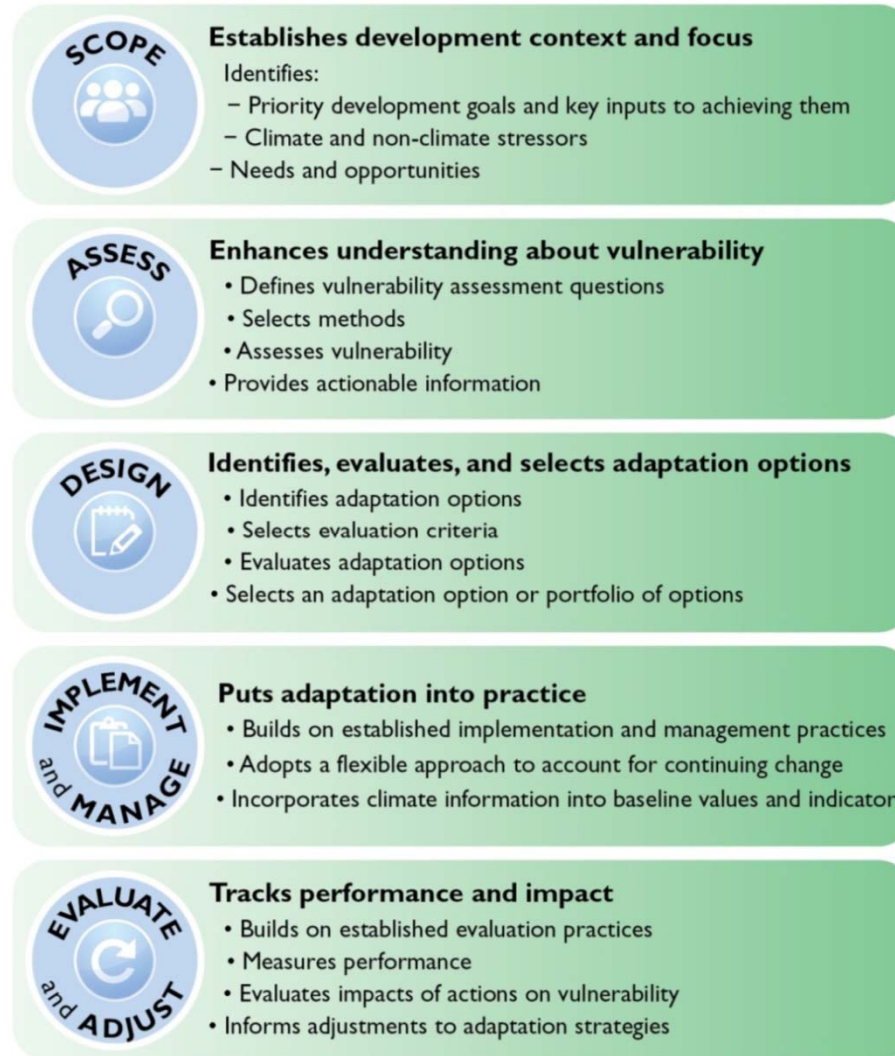 SCOPE
Establishes development context and focus
Identifies:
– Priority development goals and key inputs to achieving them
– Climate and non-climate stressors
– Needs and opportunities
ASSESS
Enhances understanding about vulnerability
• Defines vulnerability assessment questions
• Selects methods
• Assesses vulnerability
• Provides actionable information
DESIGN
Identifies, evaluates, and selects adaptation options
• Identifies adaptation options
• Selects evaluation criteria
• Evaluates adaptation options
• Selects an adaptation option or portfolio of options
IMPLEMENT
and MANAGE
Puts adaptation into practice
• Builds on established implementation and management practices
• Adopts a flexible approach to account for continuing change
• Incorporates climate information into baseline values and indicator
EVALUATE
and ADJUST
Tracks performance and impact
• Builds on established evaluation practices
• Measures performance
• Evaluates impacts of actions on vulnerability
• Informs adjustments to adaptation strategies